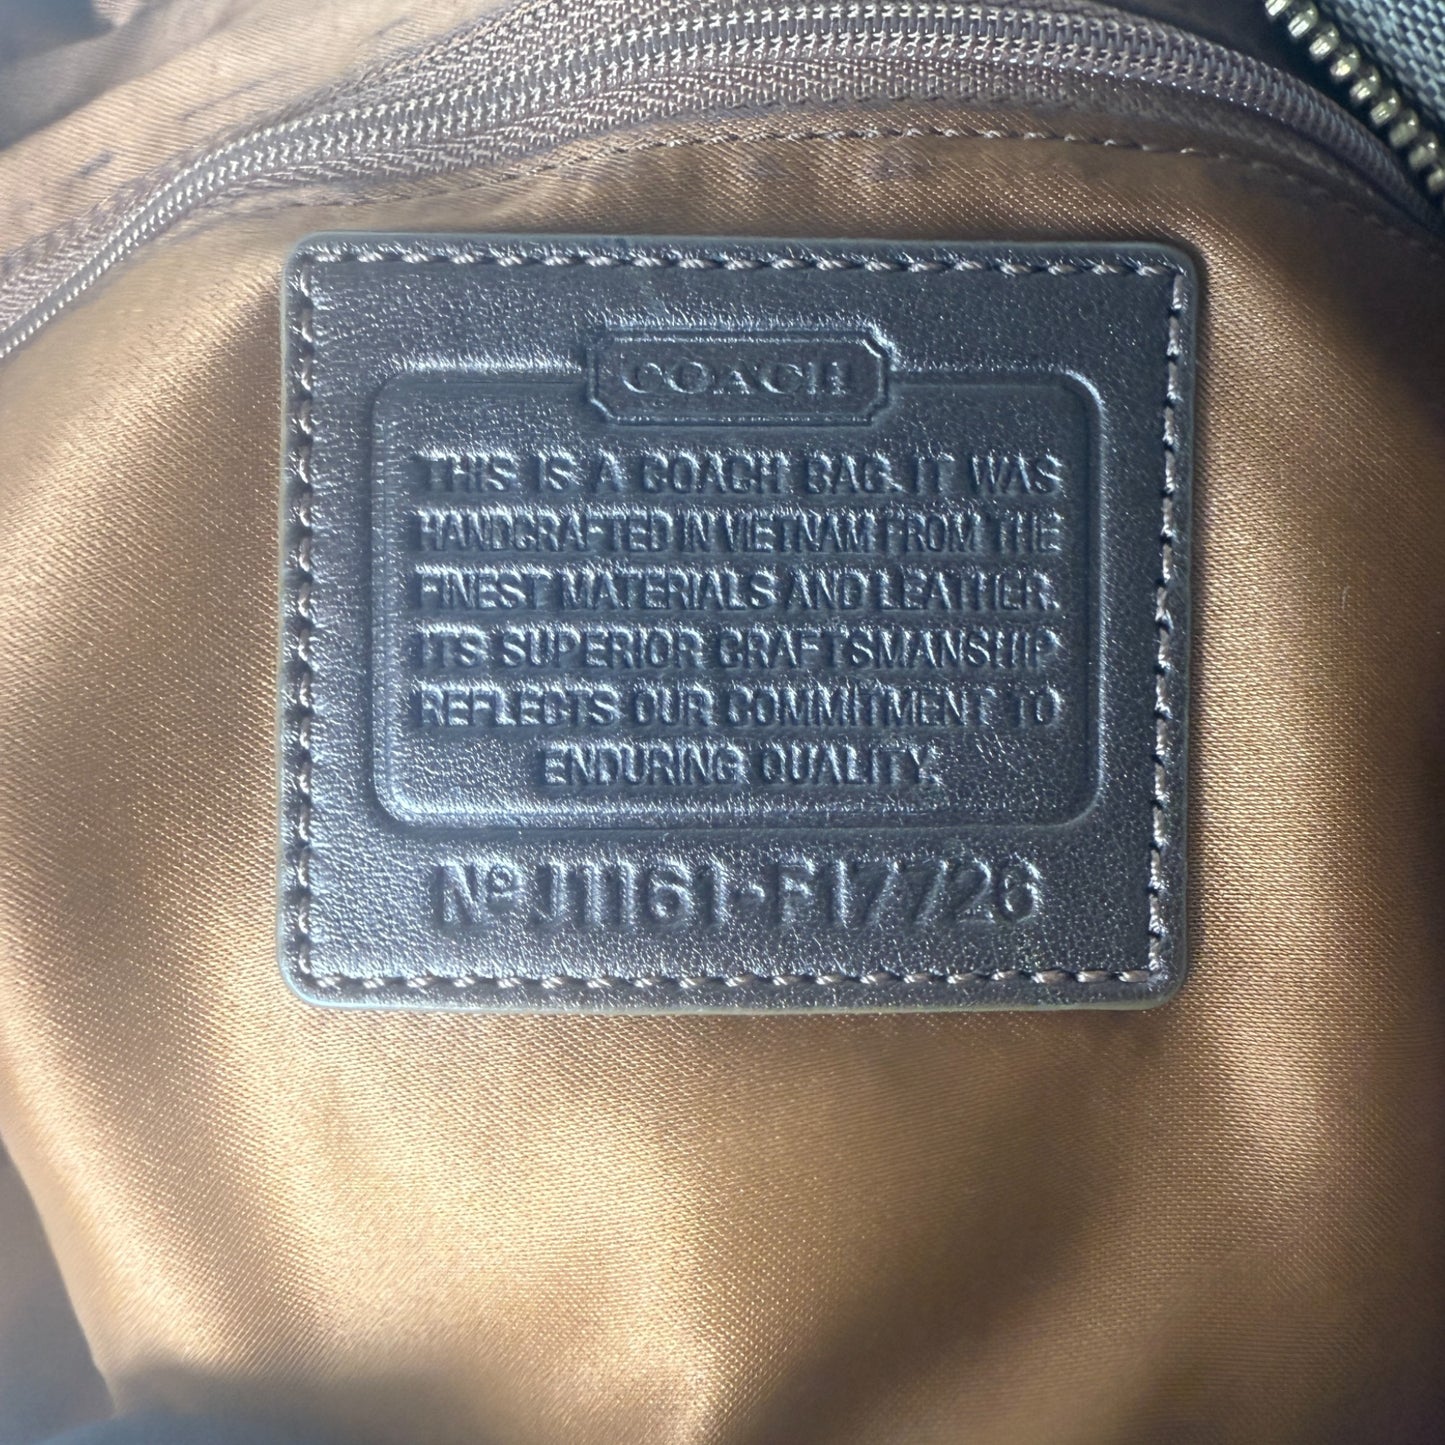 COACH
THIS IS A COACH BAG. IT WAS
HANDCRAFTED IN VIETNAM FROM THE
FINEST MATERIALS AND LEATHER.
ITS SUPERIOR CRAFTSMANSHIP
REFLECTS OUR COMMITMENT TO
ENDURING QUALITY.
Nº J1161-F17726